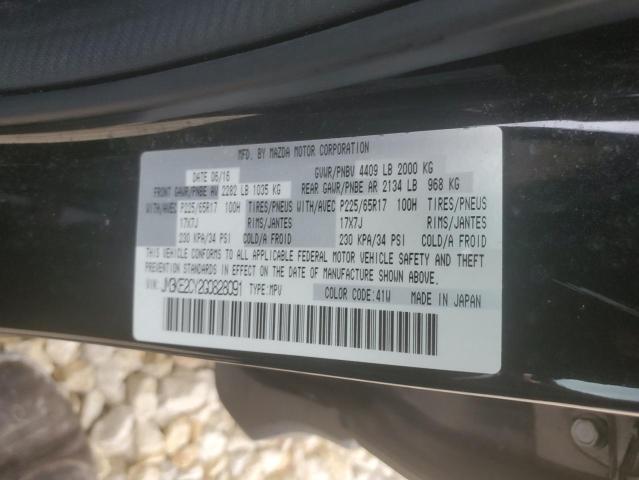 MFD. BY MAZDA MOTOR CORPORATION
DATE 06/16 GVWR/PNBV 4409 LB 2000 KG
FRONT GAWR/PNBE AV 2282 LB 1035 KG REAR GAWR/PNBE AR 2134 LB 968 KG
WITH/AVEC P225/65R17 100H TIRES/PNEUS WITH/AVEC P225/65R17 100H TIRES/PNEUS
17X7J RIMS/JANTES 17X7J RIMS/JANTES
230 KPA/34 PSI COLD/A FROID 230 KPA/34 PSI COLD/A FROID
THIS VEHICLE CONFORMS TO ALL APPLICABLE FEDERAL MOTOR VEHICLE SAFETY AND THEFT
PREVENTION STANDARDS IN EFFECT ON THE DATE OF MANUFACTURE SHOWN ABOVE.
VIN: JM3KE2CY2G0828091 TYPE:MPV COLOR CODE:41W MADE IN JAPAN